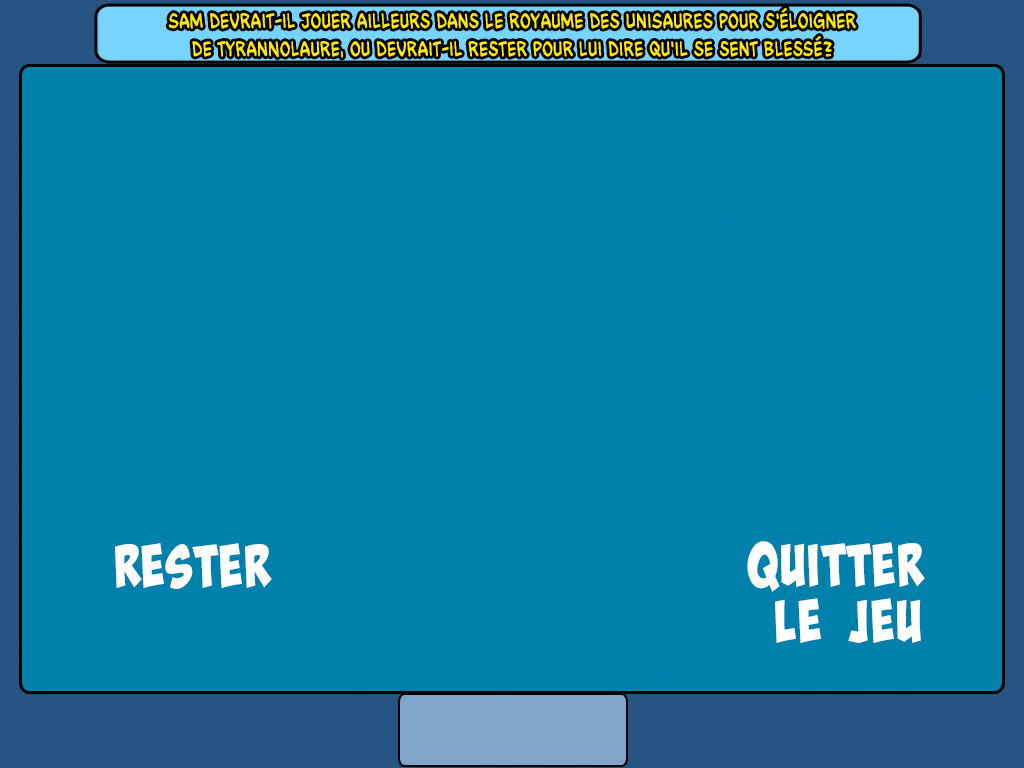 SAM DEVRAIT-IL JOUER AILLEURS DANS LE ROYAUME DES UNISAURES POUR S'ÉLOIGNER
DE TYRANNOLAURE, OU DEVRAIT-IL RESTER POUR LUI DIRE QU'IL SE SENT BLESSÉ?
RESTER
QUITTER
LE JEU